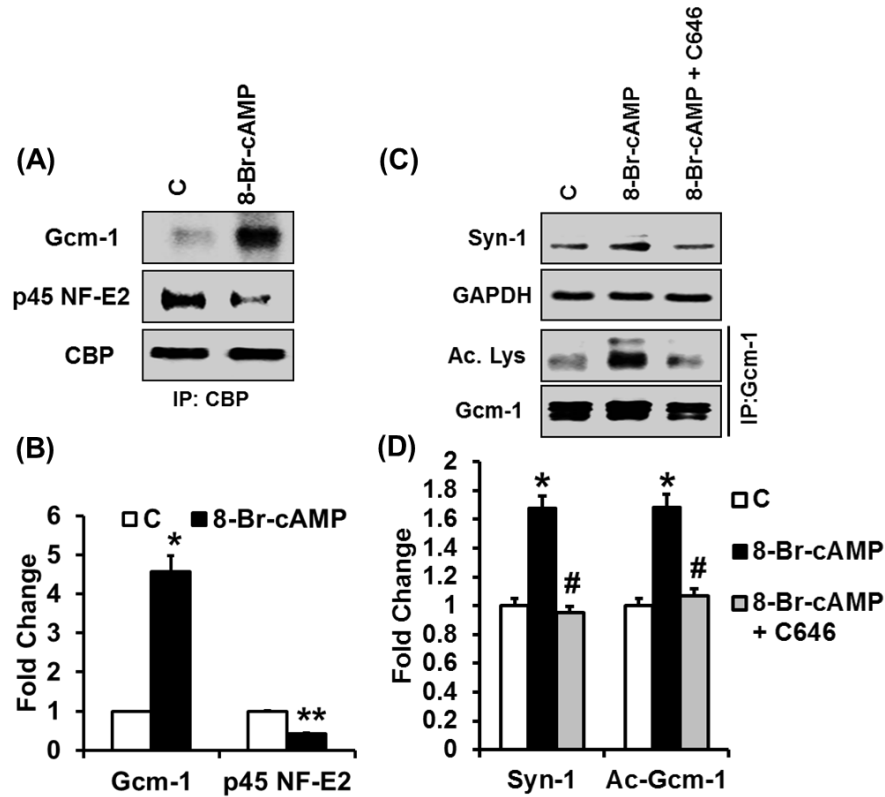 (A)
C
8-Br-cAMP
Gcm-1
p45 NF-E2
CBP
IP: CBP
(B)
C
8-Br-cAMP
Fold Change
6
5
4
3
2
1
0
*
**
Gcm-1
p45 NF-E2
(C)
C
8-Br-cAMP
8-Br-cAMP + C646
Syn-1
GAPDH
Ac. Lys
Gcm-1
IP:Gcm-1
(D)
Fold Change
2
1.8
1.6
1.4
1.2
1
0.8
0.6
0.4
0.2
0
*
#
*
#
Syn-1
Ac-Gcm-1
C
8-Br-cAMP
8-Br-cAMP
+ C646